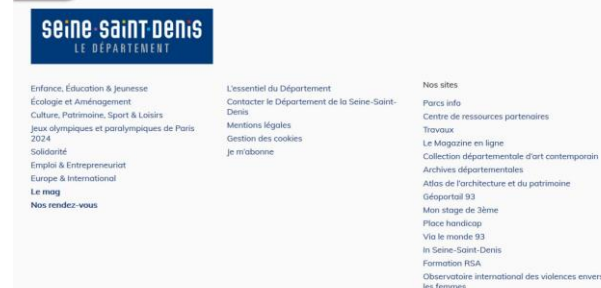 seine-saint-denis
LE DÉPARTEMENT
Enfance, Éducation & Jeunesse
Écologie et Aménagement
Culture, Patrimoine, Sport & Loisirs
Jeux olympiques et paralympiques de Paris
2024
Solidarité
Emploi & Entrepreneuriat
Europe & International
Le mag
Nos rendez-vous
L'essentiel du Département
Contacter le Département de la Seine-Saint-
Denis
Mentions légales
Gestion des cookies
Je m'abonne
Nos sites
Parcs info
Centre de ressources partenaires
Travaux
Le Magazine en ligne
Collection départementale d'art contemporain
Archives départementales
Atlas de l'architecture et du patrimoine
Géoportail 93
Mon stage de 3ème
Place handicap
Via le monde 93
In Seine-Saint-Denis
Formation RSA
Observatoire international des violences envers
les femmes